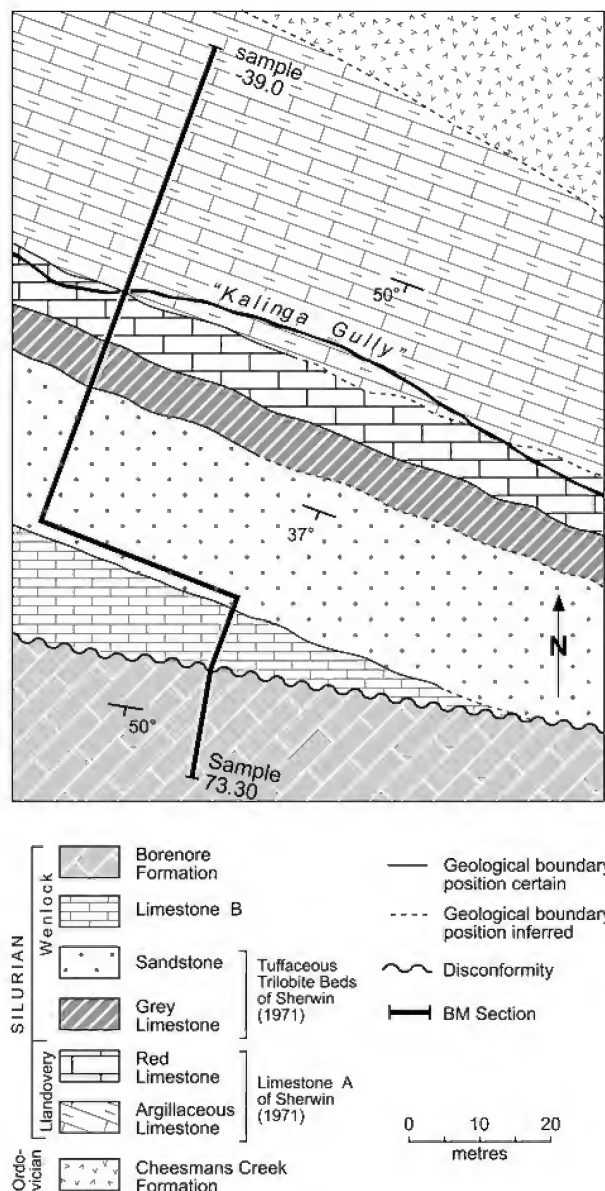 sample
-39.0
50°
"Kalinga Gully"
37°
N
50°
Sample
73.30
SILURIAN
Wenlock
Llandovery
Ordo-
vician
Borenore
Formation
Limestone B
Sandstone
Grey
Limestone
Tuffaceous
Trilobite Beds
of Sherwin
(1971)
Red
Limestone
Argillaceous
Limestone
Limestone A
of Sherwin
(1971)
Cheesmans Creek
Formation
Geological boundary
position certain
Geological boundary
position inferred
Disconformity
BM Section
0 10 20
metres